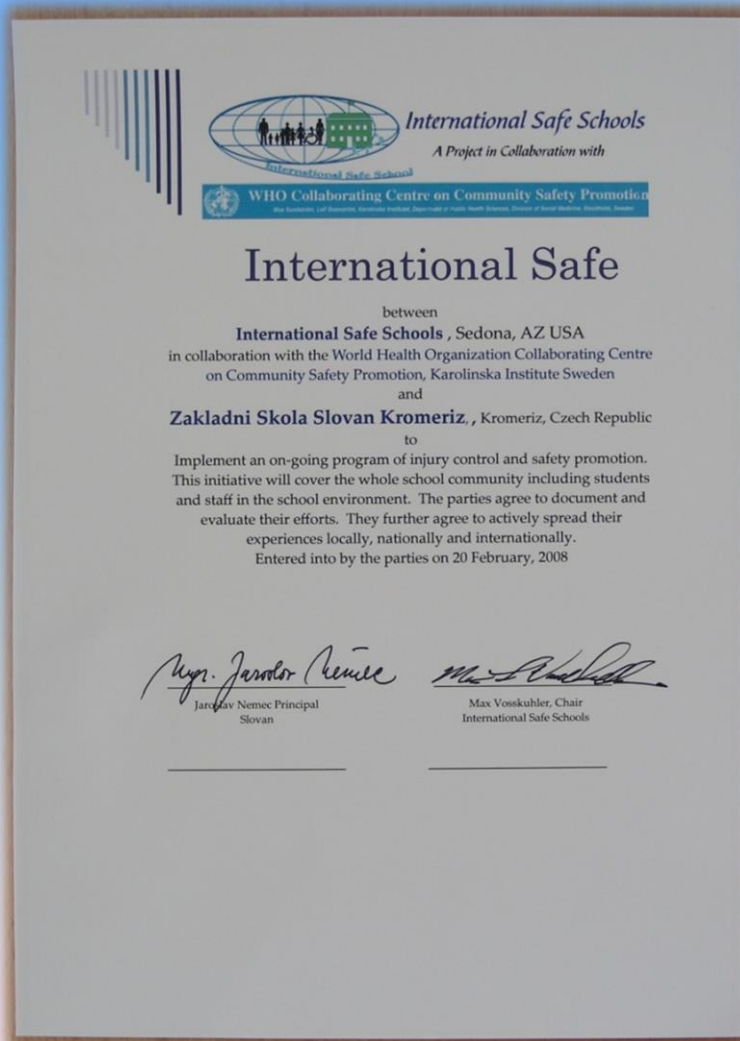 International Safe Schools
A Project in Collaboration with
International Safe School
WHO Collaborating Centre on Community Safety Promotion
International Safe
between
International Safe Schools , Sedona, AZ USA
in collaboration with the World Health Organization Collaborating Centre
on Community Safety Promotion, Karolinska Institute Sweden
and
Zakladni Skola Slovan Kromeriz, , Kromeriz, Czech Republic
to
Implement an on-going program of injury control and safety promotion.
This initiative will cover the whole school community including students
and staff in the school environment. The parties agree to document and
evaluate their efforts. They further agree to actively spread their
experiences locally, nationally and internationally.
Entered into by the parties on 20 February, 2008
Mgr. Jaroslav Nemec Principal
Slovan
Max Vosskuhler, Chair
International Safe Schools